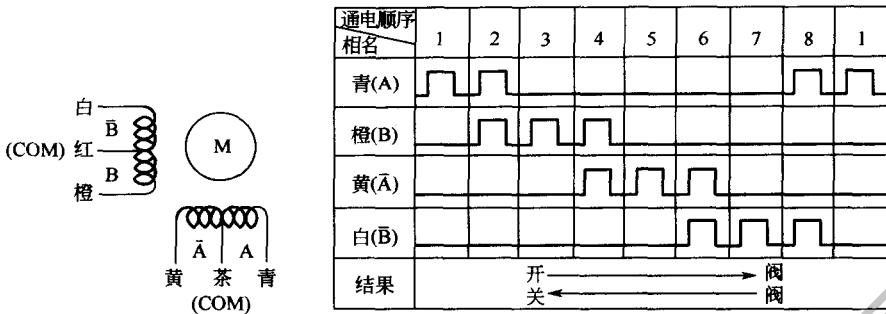 白
B̄
(COM) 红
M
B
橙
Ā A
黄 茶 青
(COM)
通电顺序
相名
1 2 3 4 5 6 7 8 1
青(A)
橙(B)
黄(Ā)
白(B̄)
结果
开 阀
关 阀